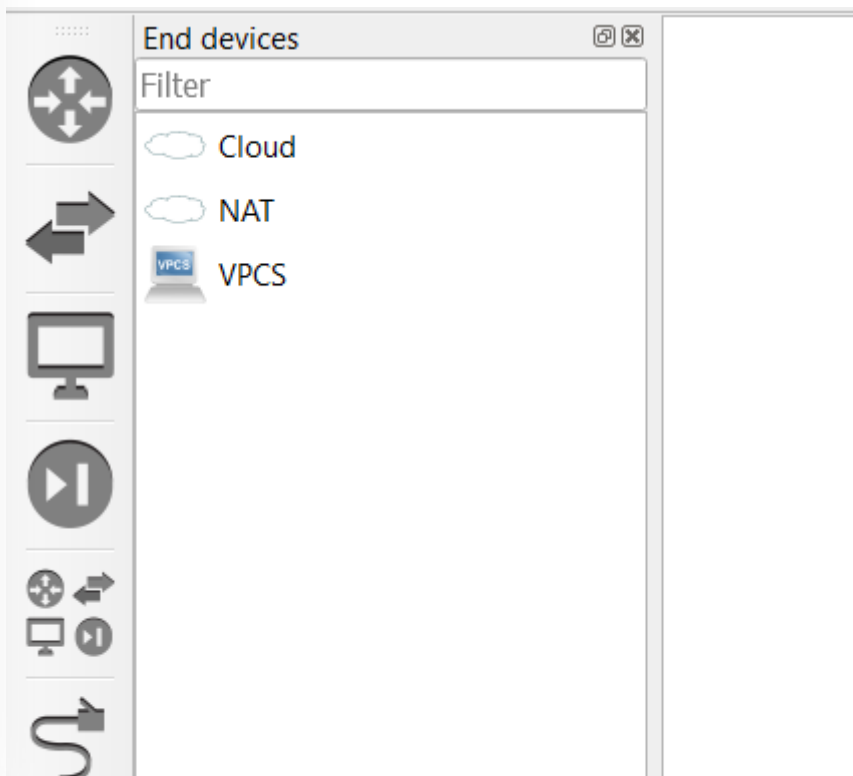 End devices
Filter
Cloud
NAT
VPCS
VPCS